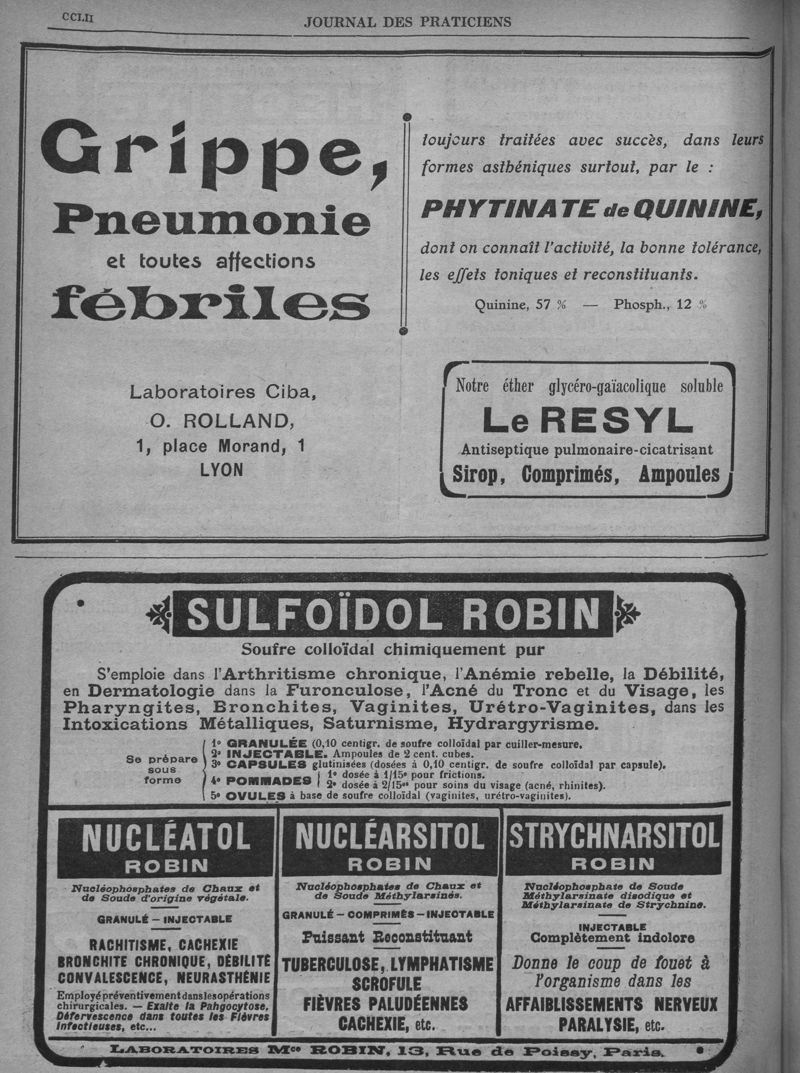 CCLII
JOURNAL DES PRATICIENS
Grippe,
Pneumonie
et toutes affections
fébriles
toujours traitées avec succès, dans leurs
formes asthéniques surtout, par le :
PHYTINATE de QUININE,
dont on connaît l'activité, la bonne tolérance,
les effets toniques et reconstituants.
Quinine, 57 % — Phosph., 12 %
Laboratoires Ciba,
O. ROLLAND,
1, place Morand, 1
LYON
Notre éther glycéro-gaïacolique soluble
Le RESYL
Antiseptique pulmonaire-cicatrisant
Sirop, Comprimés, Ampoules
SULFOÏDOL ROBIN
Soufre colloïdal chimiquement pur
S'emploie dans l'Arthritisme chronique, l'Anémie rebelle, la Débilité,
en Dermatologie dans la Furonculose, l'Acné du Tronc et du Visage, les
Pharyngites, Bronchites, Vaginites, Urétro-Vaginites, dans les
Intoxications Métalliques, Saturnisme, Hydrargyrisme.
Se prépare
sous
forme
1º GRANULÉE (0,10 centigr. de soufre colloïdal par cuiller-mesure.
2º INJECTABLE. Ampoules de 2 cent. cubes.
3º CAPSULES glutinisées (dosées à 0,10 centigr. de soufre colloïdal par capsule).
4º POMMADES
1º dosée à 1/15e pour frictions.
2º dosée à 2/15es pour soins du visage (acné, rhinites).
5º OVULES à base de soufre colloïdal (vaginites, urétro-vaginites).
NUCLÉATOL
ROBIN
Nucléophosphates de Chaux et
de Soude d'origine végétale.
GRANULÉ – INJECTABLE
RACHITISME, CACHEXIE
BRONCHITE CHRONIQUE, DÉBILITÉ
CONVALESCENCE, NEURASTHÉNIE
Employé préventivement dans les opérations
chirurgicales. — Exalte la Pahgocytose,
Défervescence dans toutes les Fièvres
Infectieuses, etc...
NUCLÉARSITOL
ROBIN
Nucléophosphates de Chaux et
de Soude Méthylarsinés.
GRANULÉ – COMPRIMÉS – INJECTABLE
Puissant Reconstituant
TUBERCULOSE, LYMPHATISME
SCROFULE
FIÈVRES PALUDÉENNES
CACHEXIE, etc.
STRYCHNARSITOL
ROBIN
Nucléophosphate de Soude
Méthylarsinate disodique et
Méthylarsinate de Strychnine.
INJECTABLE
Complètement indolore
Donne le coup de fouet à
l'organisme dans les
AFFAIBLISSEMENTS NERVEUX
PARALYSIE, etc.
LABORATOIRES Mce ROBIN, 13, Rue de Poissy, Paris.